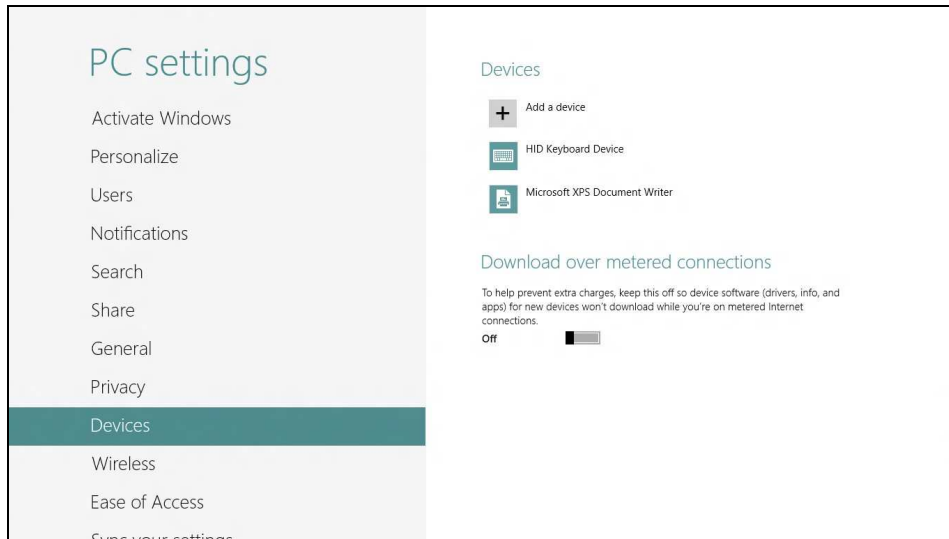 PC settings
Activate Windows
Personalize
Users
Notifications
Search
Share
General
Privacy
Devices
Wireless
Ease of Access
Sync your settings
Devices
Add a device
HID Keyboard Device
Microsoft XPS Document Writer
Download over metered connections
To help prevent extra charges, keep this off so device software (drivers, info, and
apps) for new devices won't download while you're on metered Internet
connections.
Off